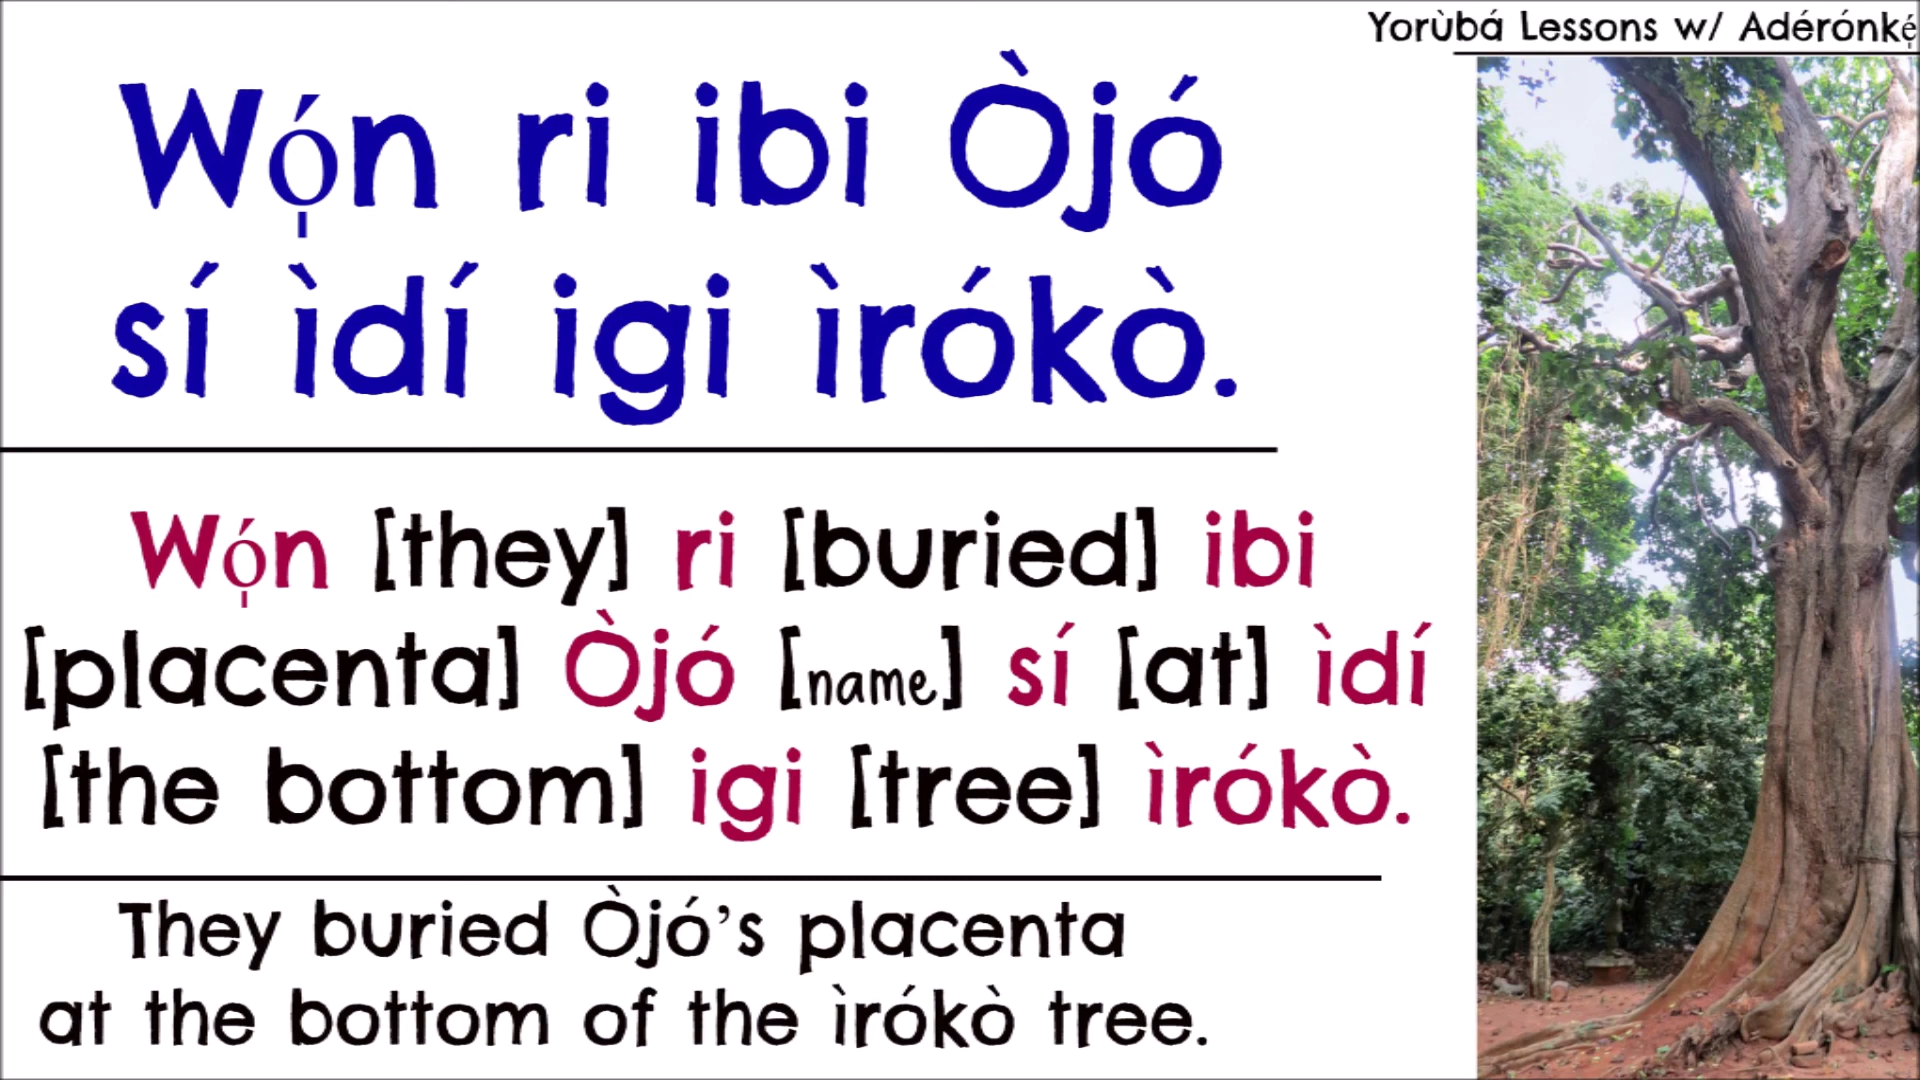 Yorùbá Lessons w/ Adérónkẹ́
Wọ́n ri ibi Òjó
sí ìdí igi ìrókò.
Wọ́n [they] ri [buried] ibi
[placenta] Òjó [name] sí [at] ìdí
[the bottom] igi [tree] ìrókò.
They buried Òjó’s placenta
at the bottom of the ìrókò tree.